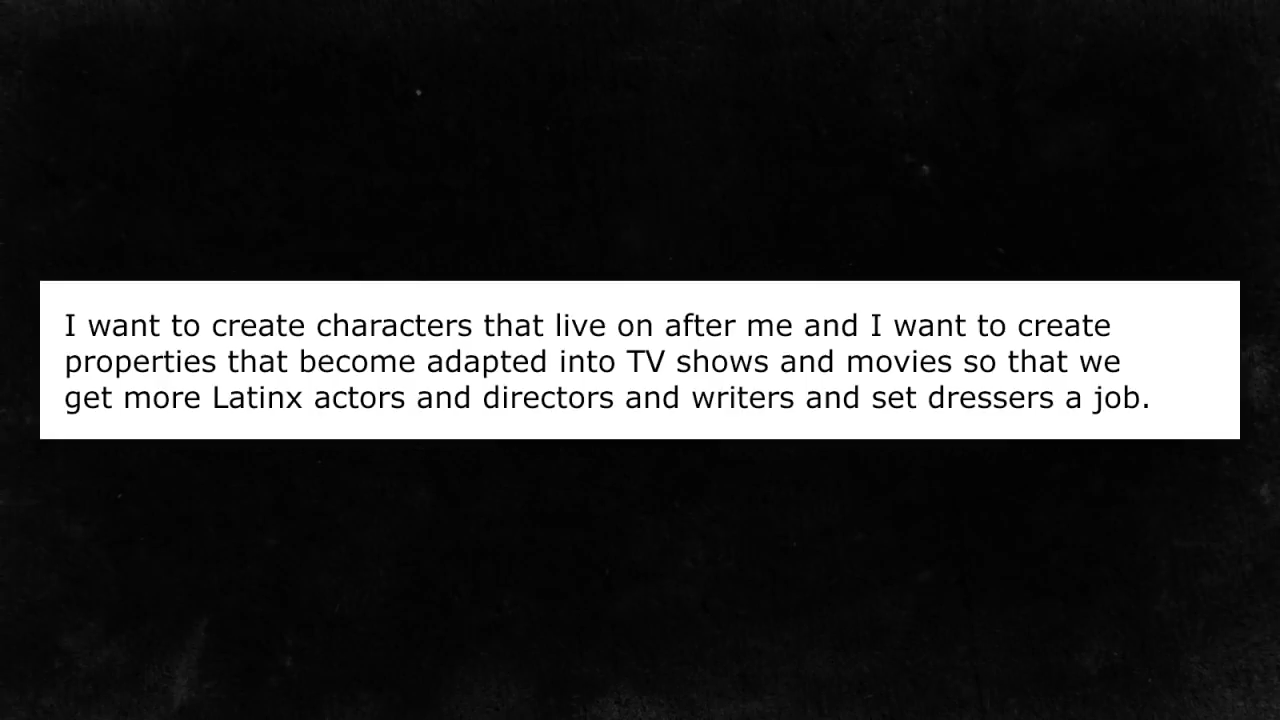 I want to create characters that live on after me and I want to create
properties that become adapted into TV shows and movies so that we
get more Latinx actors and directors and writers and set dressers a job.